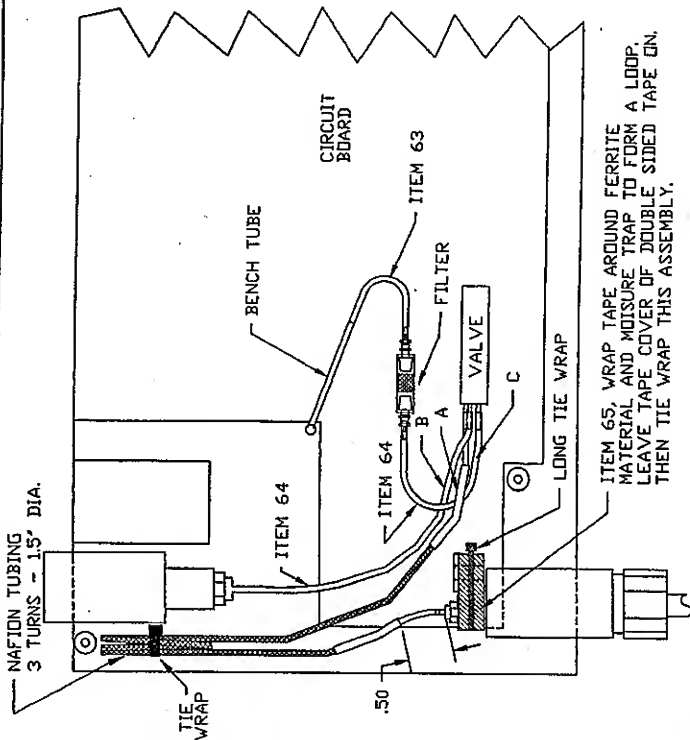 NAFION TUBING
3 TURNS - 1.5" DIA.
TIE
WRAP
ITEM 64
BENCH TUBE
CIRCUIT
BOARD
ITEM 63
FILTER
ITEM 64
B
A
VALVE
C
LONG TIE WRAP
.50
ITEM 65, WRAP TAPE AROUND FERRITE
MATERIAL AND MOISURE TRAP TO FORM A LOOP.
LEAVE TAPE COVER OF DOUBLE SIDED TAPE ON.
THEN TIE WRAP THIS ASSEMBLY.